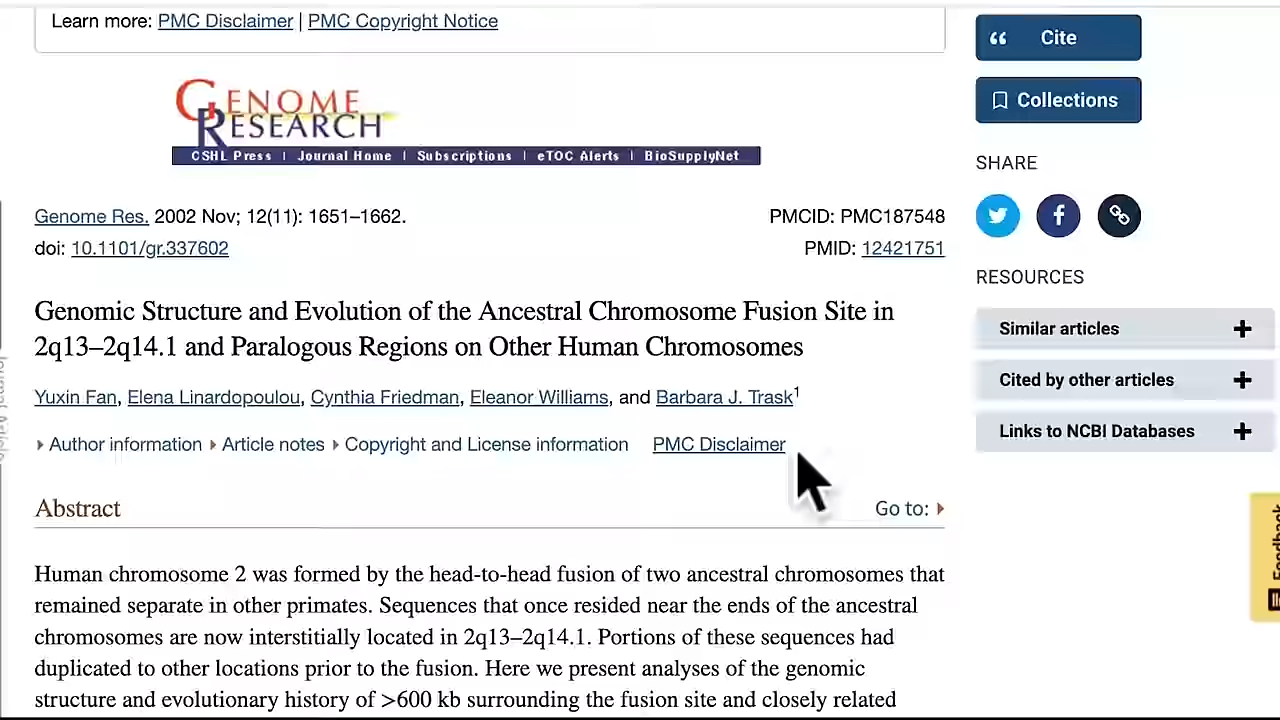 Learn more: PMC Disclaimer | PMC Copyright Notice
Cite
Collections
GENOME
RESEARCH
CSHL Press | Journal Home | Subscriptions | eTOC Alerts | BioSupplyNet
SHARE
Genome Res. 2002 Nov; 12(11): 1651–1662. PMCID: PMC187548
doi: 10.1101/gr.337602 PMID: 12421751
RESOURCES
Similar articles
Cited by other articles
Links to NCBI Databases
Genomic Structure and Evolution of the Ancestral Chromosome Fusion Site in
2q13–2q14.1 and Paralogous Regions on Other Human Chromosomes
Yuxin Fan, Elena Linardopoulou, Cynthia Friedman, Eleanor Williams, and Barbara J. Trask1
Author information Article notes Copyright and License information PMC Disclaimer
Abstract Go to:
Human chromosome 2 was formed by the head-to-head fusion of two ancestral chromosomes that
remained separate in other primates. Sequences that once resided near the ends of the ancestral
chromosomes are now interstitially located in 2q13–2q14.1. Portions of these sequences had
duplicated to other locations prior to the fusion. Here we present analyses of the genomic
structure and evolutionary history of >600 kb surrounding the fusion site and closely related
Feedback